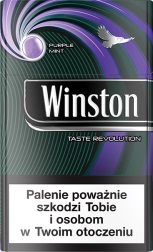 PURPLE
MINT
Winston
TASTE REVOLUTION
Palenie poważnie
szkodzi Tobie
i osobom
w Twoim otoczeniu